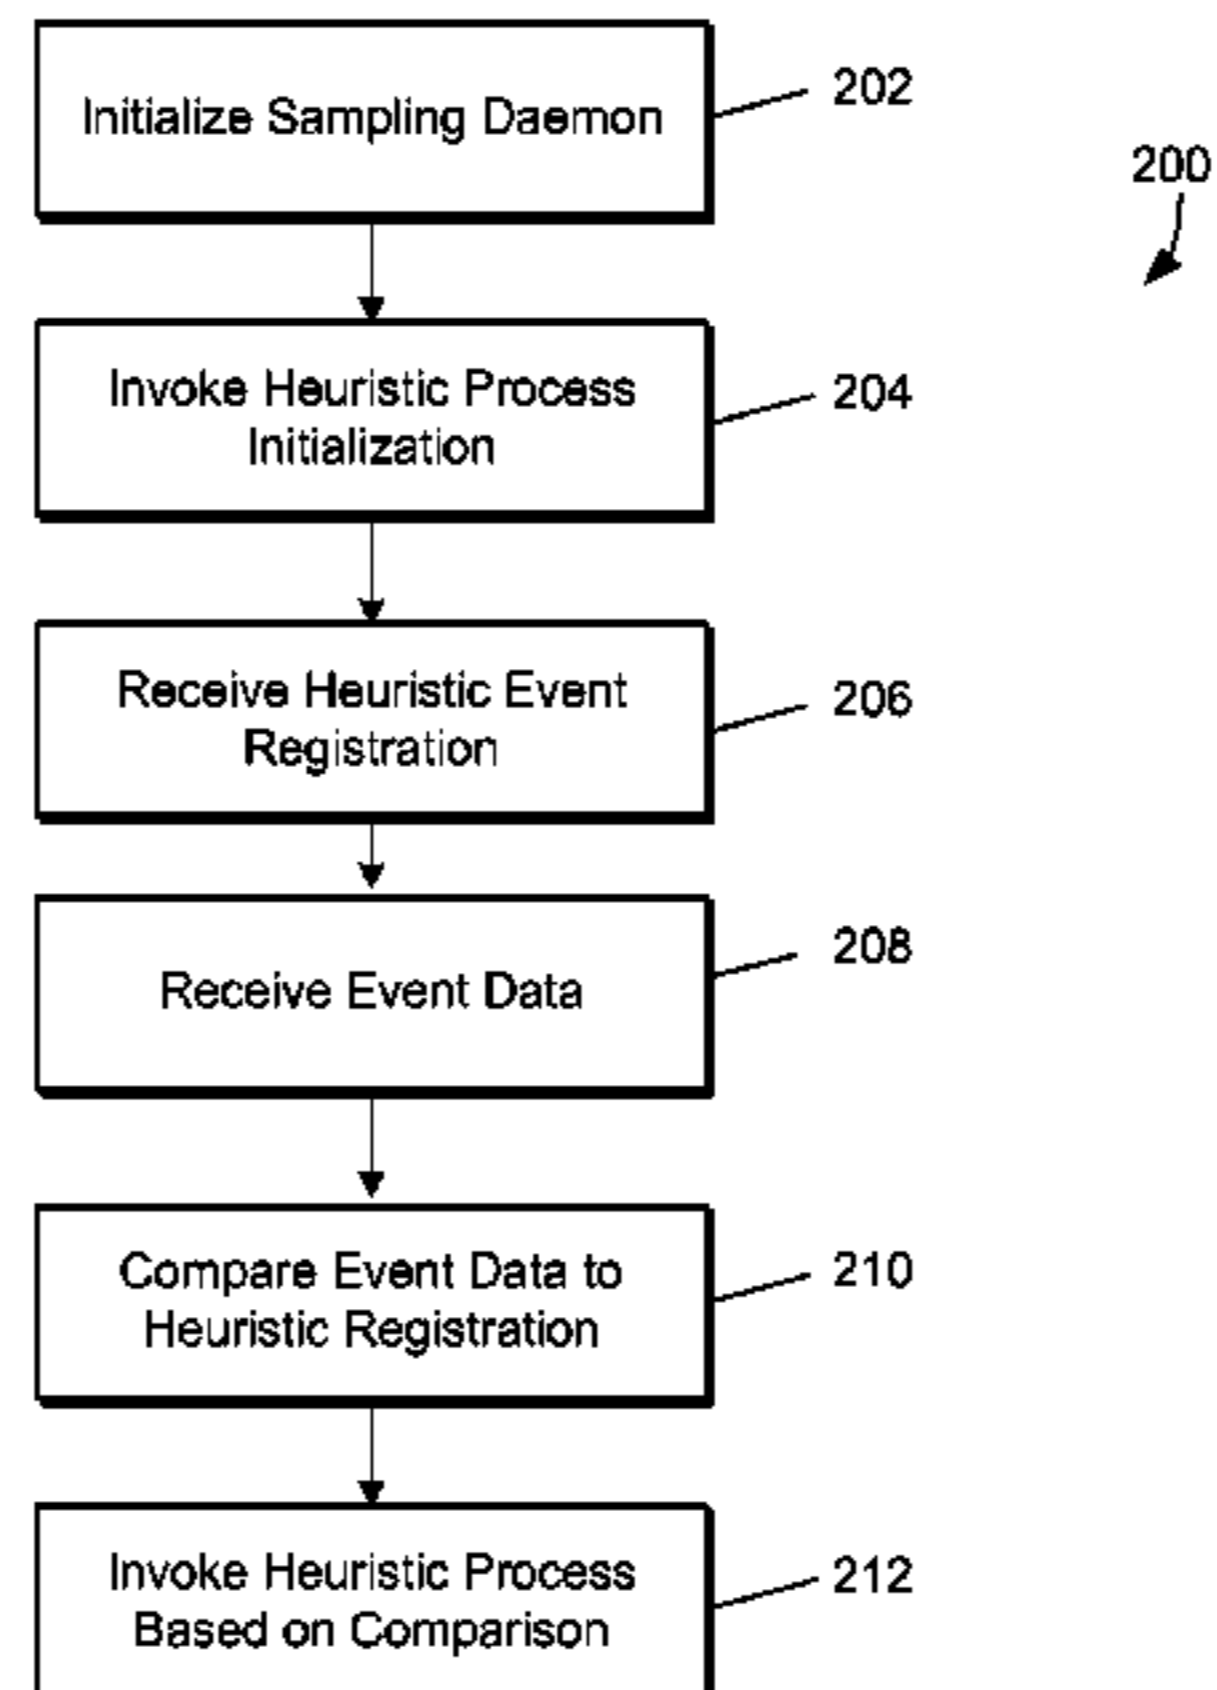 Initialize Sampling Daemon
202
200
Invoke Heuristic Process
Initialization
204
Receive Heuristic Event
Registration
206
Receive Event Data
208
Compare Event Data to
Heuristic Registration
210
Invoke Heuristic Process
Based on Comparison
212